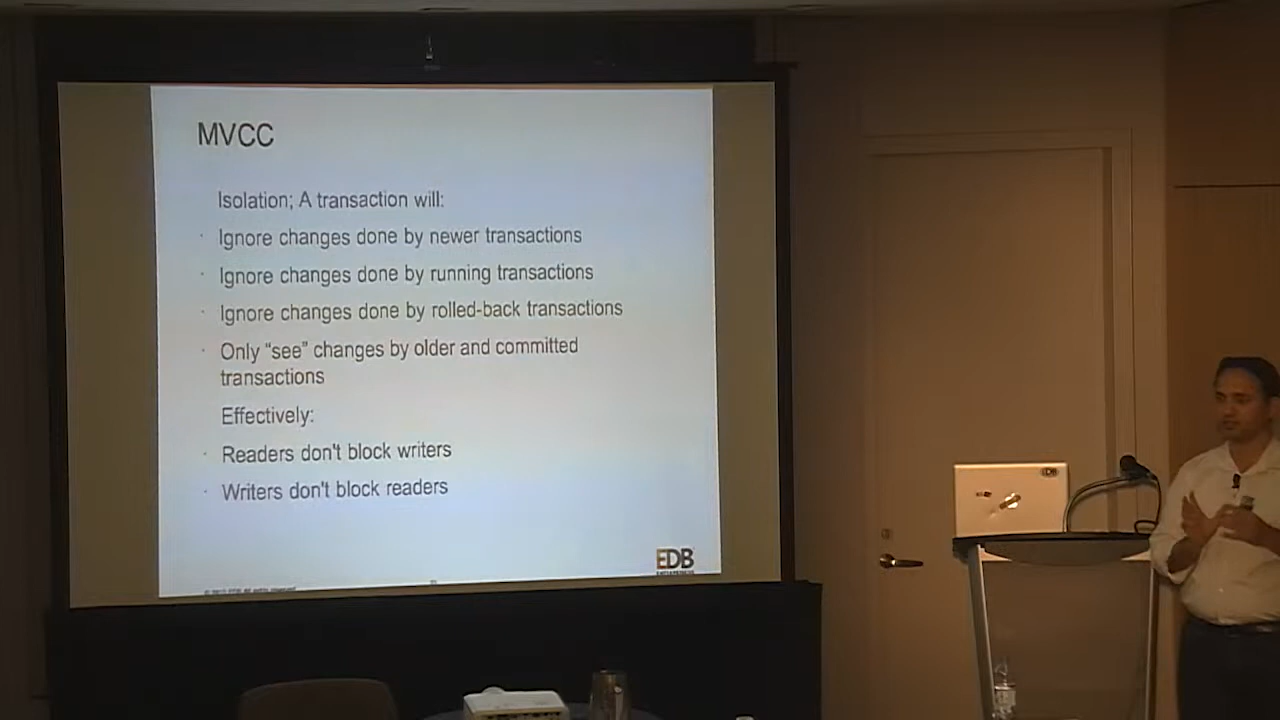 MVCC
Isolation; A transaction will:
· Ignore changes done by newer transactions
· Ignore changes done by running transactions
· Ignore changes done by rolled-back transactions
· Only “see” changes by older and committed
transactions
Effectively:
· Readers don't block writers
· Writers don't block readers
EDB